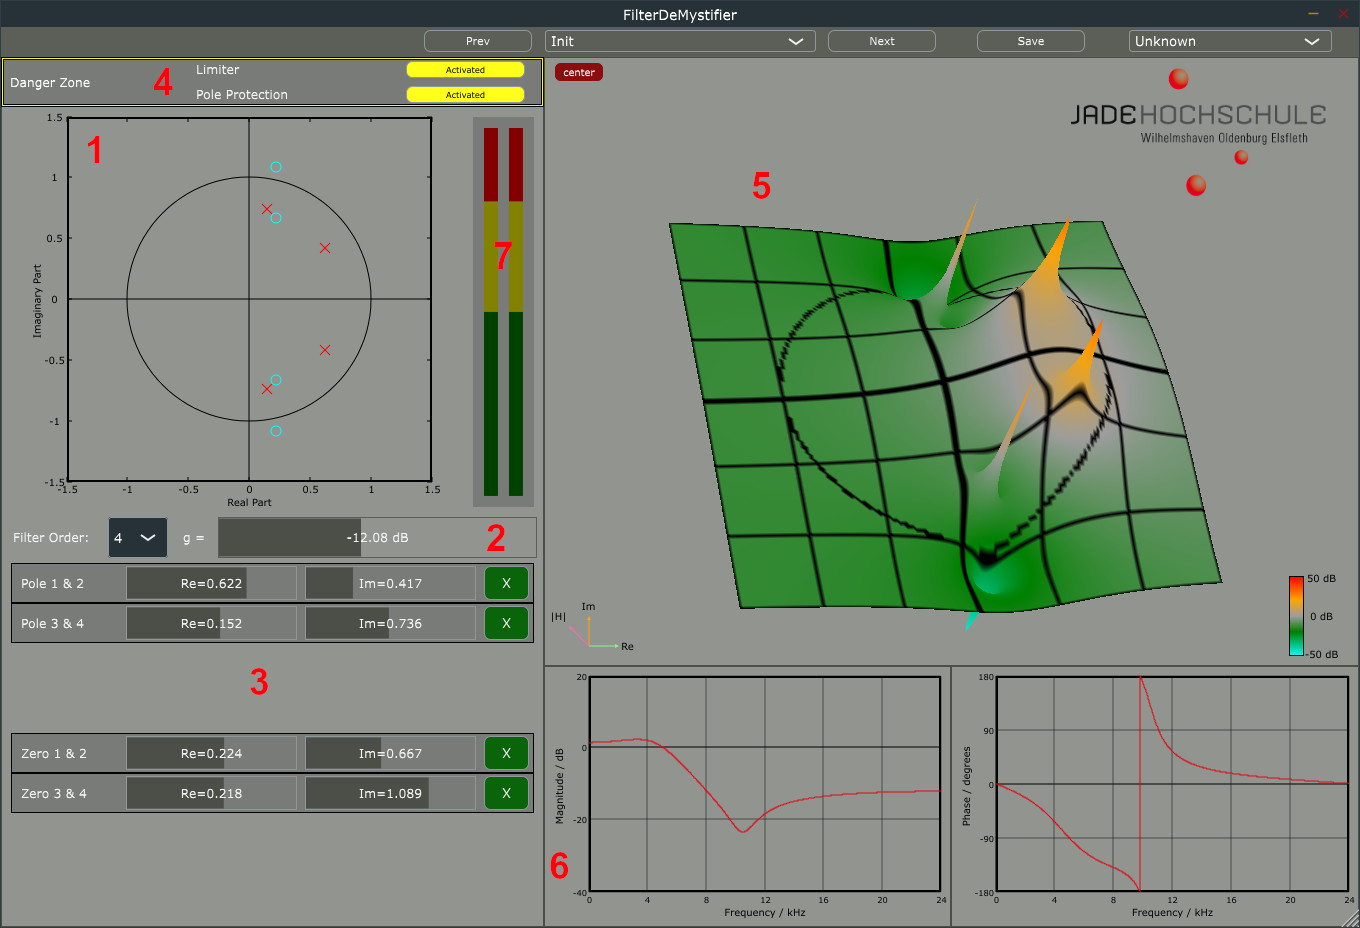 FilterDeMystifier
Prev
Init
Next
Save
Unknown
Danger Zone
4
Limiter
Activated
Pole Protection
Activated
center
JADEHOCHSCHULE
Wilhelmshaven Oldenburg Elsfleth
1
1.5
1
0.5
0
-0.5
-1
-1.5
Imaginary Part
-1.5
-1
-0.5
0
0.5
1
1.5
Real Part
7
5
Filter Order:
4
g =
-12.08 dB
2
Pole 1 & 2
Re=0.622
Im=0.417
X
Pole 3 & 4
Re=0.152
Im=0.736
X
3
Zero 1 & 2
Re=0.224
Im=0.667
X
Zero 3 & 4
Re=0.218
Im=1.089
X
|H|
Im
Re
50 dB
0 dB
-50 dB
20
0
-20
-40
Magnitude / dB
6
0
4
8
12
16
20
24
Frequency / kHz
180
90
0
-90
-180
Phase / degrees
0
4
8
12
16
20
24
Frequency / kHz